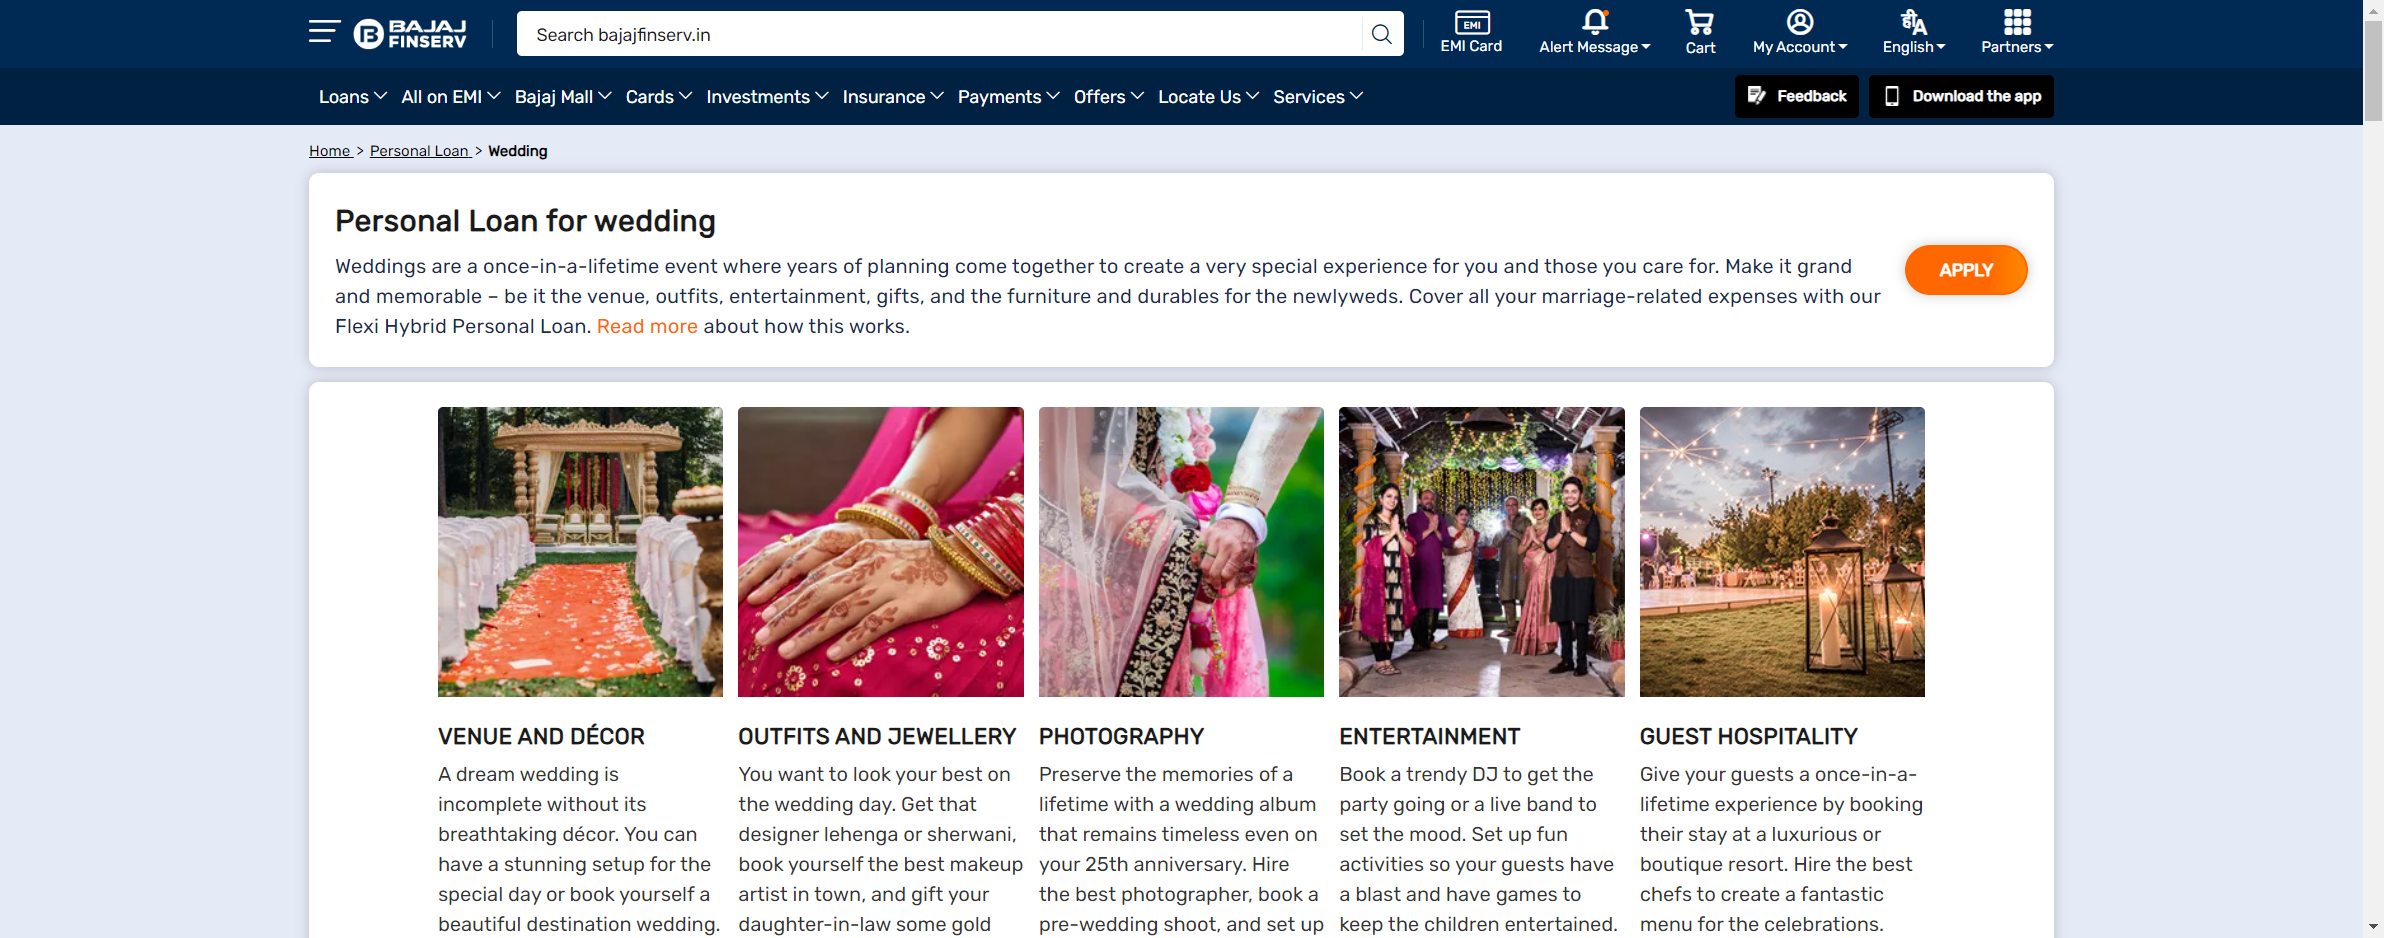 BAJAJ
FINSERV
Search bajajfinserv.in
EMI
EMI Card
Alert Message
Cart
My Account
हीA
English
Partners
Loans All on EMI Bajaj Mall Cards Investments Insurance Payments Offers Locate Us Services
Feedback
Download the app
Home > Personal Loan > Wedding
Personal Loan for wedding
Weddings are a once-in-a-lifetime event where years of planning come together to create a very special experience for you and those you care for. Make it grand
and memorable – be it the venue, outfits, entertainment, gifts, and the furniture and durables for the newlyweds. Cover all your marriage-related expenses with our
Flexi Hybrid Personal Loan. Read more about how this works.
APPLY
VENUE AND DÉCOR
A dream wedding is
incomplete without its
breathtaking décor. You can
have a stunning setup for the
special day or book yourself a
beautiful destination wedding.
OUTFITS AND JEWELLERY
You want to look your best on
the wedding day. Get that
designer lehenga or sherwani,
book yourself the best makeup
artist in town, and gift your
daughter-in-law some gold
PHOTOGRAPHY
Preserve the memories of a
lifetime with a wedding album
that remains timeless even on
your 25th anniversary. Hire
the best photographer, book a
pre-wedding shoot, and set up
ENTERTAINMENT
Book a trendy DJ to get the
party going or a live band to
set the mood. Set up fun
activities so your guests have
a blast and have games to
keep the children entertained.
GUEST HOSPITALITY
Give your guests a once-in-a-
lifetime experience by booking
their stay at a luxurious or
boutique resort. Hire the best
chefs to create a fantastic
menu for the celebrations.